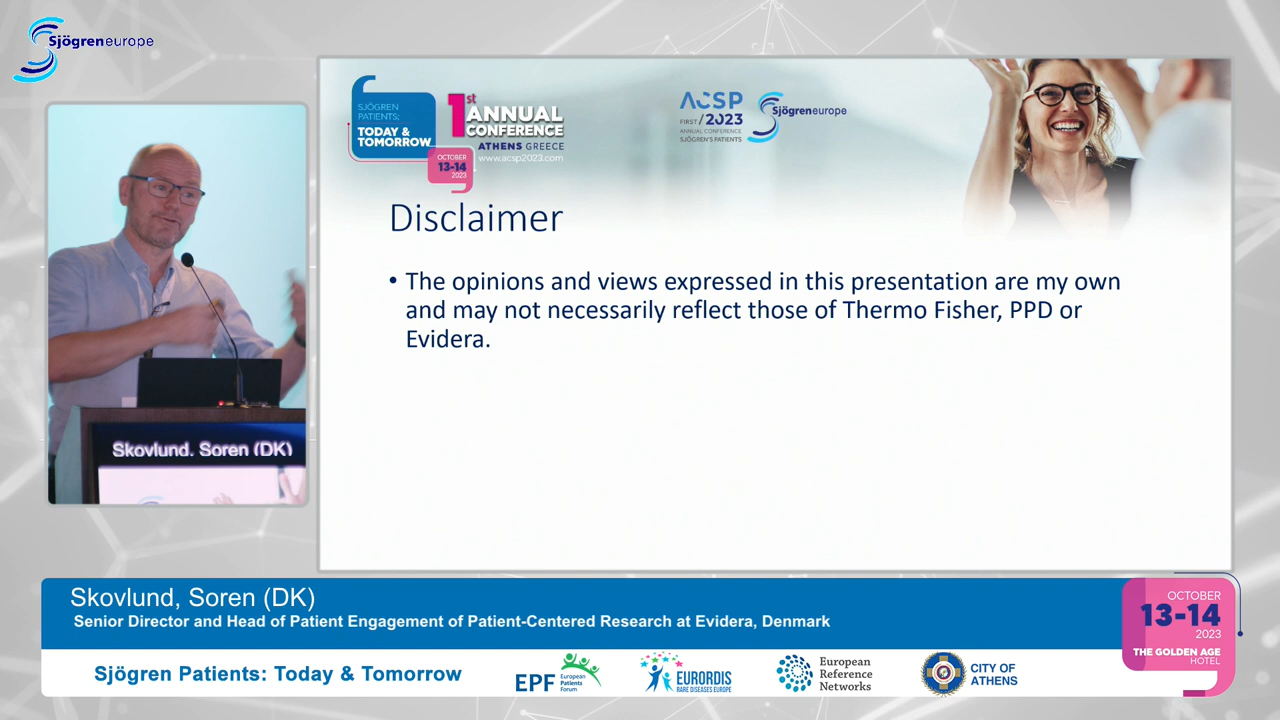 Sjögreneurope
SJÖGREN
PATIENTS;
TODAY &
TOMORROW
1st
ANNUAL
CONFERENCE
ATHENS GREECE
www.acsp2023.com
OCTOBER
13-14
2023
ACSP
FIRST / 2023
ANNUAL CONFERENCE
SJÖGREN'S PATIENTS
Sjögreneurope
Disclaimer
• The opinions and views expressed in this presentation are my own
and may not necessarily reflect those of Thermo Fisher, PPD or
Evidera.
Skovlund, Soren (DK)
Skovlund, Soren (DK)
Senior Director and Head of Patient Engagement of Patient-Centered Research at Evidera, Denmark
OCTOBER
13-14
2023
THE GOLDEN AGE
HOTEL
Sjögren Patients: Today & Tomorrow
EPF
European
Patients
Forum
EURORDIS
RARE DISEASES EUROPE
European
Reference
Networks
CITY OF
ATHENS